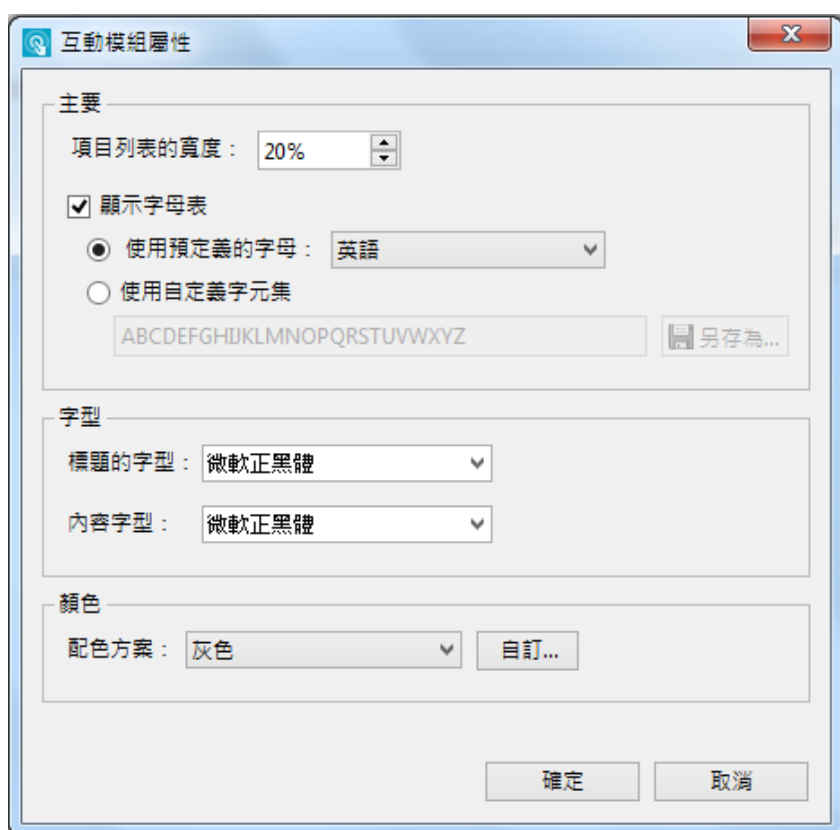 互動模組屬性
主要
項目列表的寬度： 20%
顯示字母表
使用預定義的字母： 英語
使用自定義字元集
ABCDEFGHIJKLMNOPQRSTUVWXYZ 另存為...
字型
標題的字型： 微軟正黑體
內容字型： 微軟正黑體
顏色
配色方案： 灰色 自訂...
確定 取消